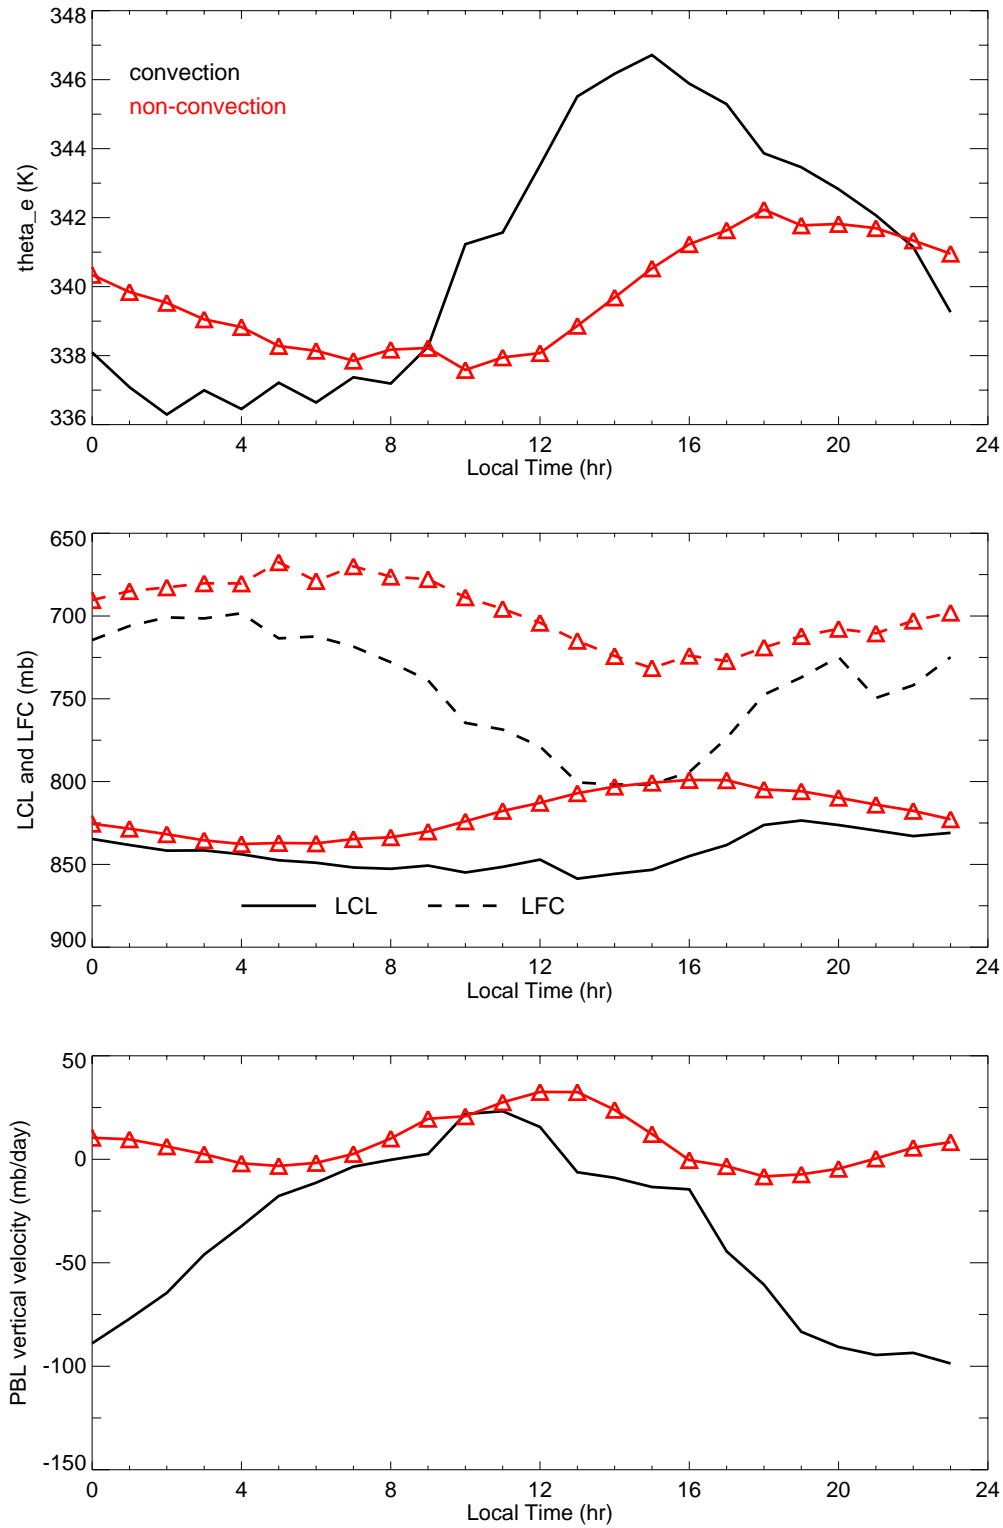 348
346
344
342
340
338
336
theta_e (K)
convection
non-convection
0 4 8 12 16 20 24
Local Time (hr)
650
700
750
800
850
900
LCL and LFC (mb)
LCL LFC
0 4 8 12 16 20 24
Local Time (hr)
50
0
-50
-100
-150
PBL vertical velocity (mb/day)
0 4 8 12 16 20 24
Local Time (hr)